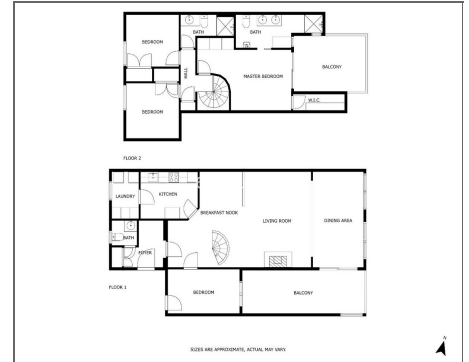 BATH
BATH
BEDROOM
HALL
MASTER BEDROOM
BALCONY
W.I.C.
BEDROOM
FLOOR 2
LAUNDRY
KITCHEN
BREAKFAST NOOK
LIVING ROOM
DINING AREA
BATH
FOYER
FLOOR 1
BEDROOM
BALCONY
SIZES ARE APPROXIMATE, ACTUAL MAY VARY.
N